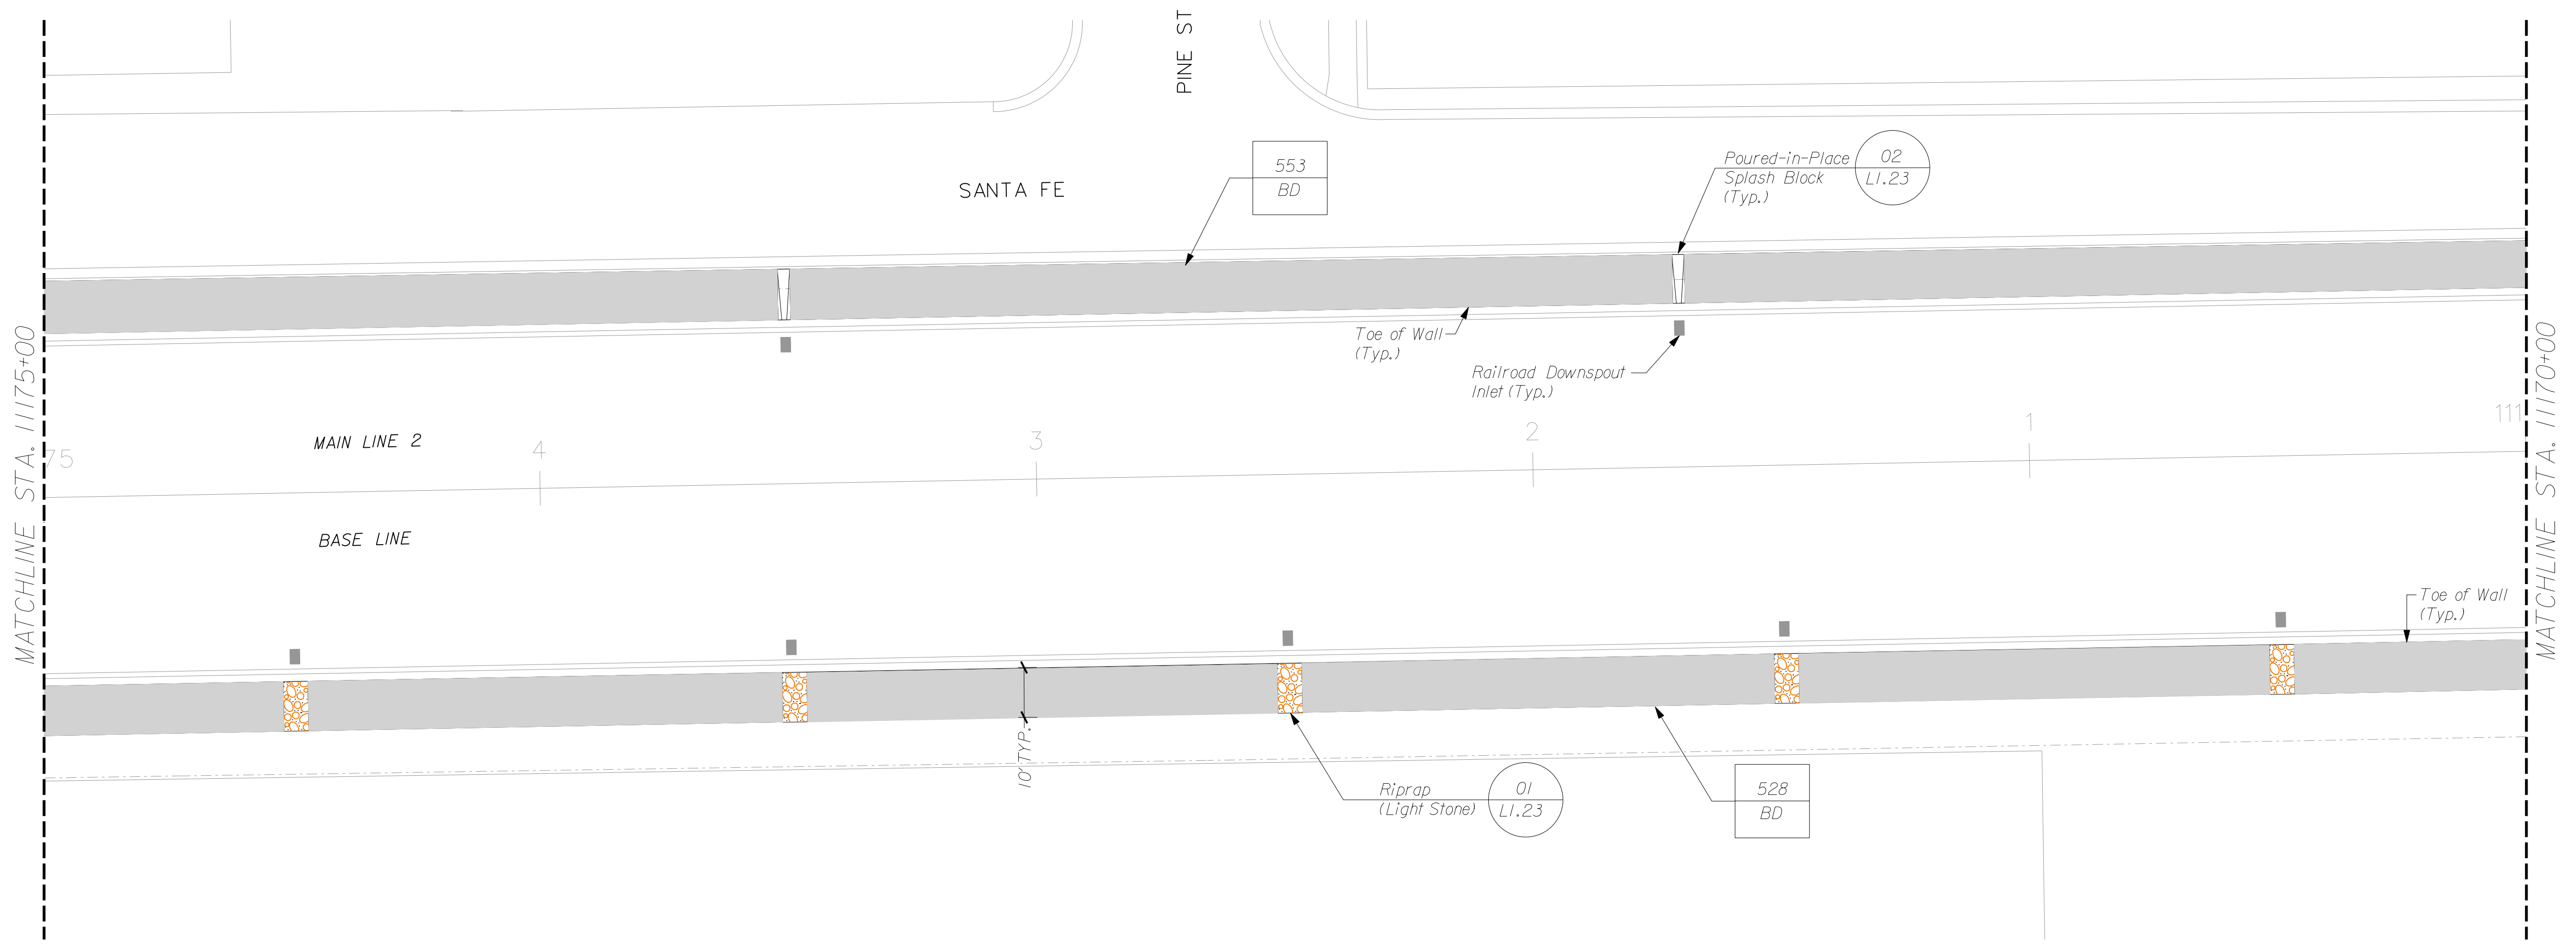 PINE ST
553
BD
Poured-in-Place
Splash Block
(Typ.)
02
L1.23
SANTA FE
Toe of Wall
(Typ.)
Railroad Downspout
Inlet (Typ.)
MATCHLINE STA. 11175+00
MATCHLINE STA. 11170+00
MAIN LINE 2
75
4
3
2
1
111
BASE LINE
Toe of Wall
(Typ.)
10' TYP.
Riprap
(Light Stone)
01
L1.23
528
BD